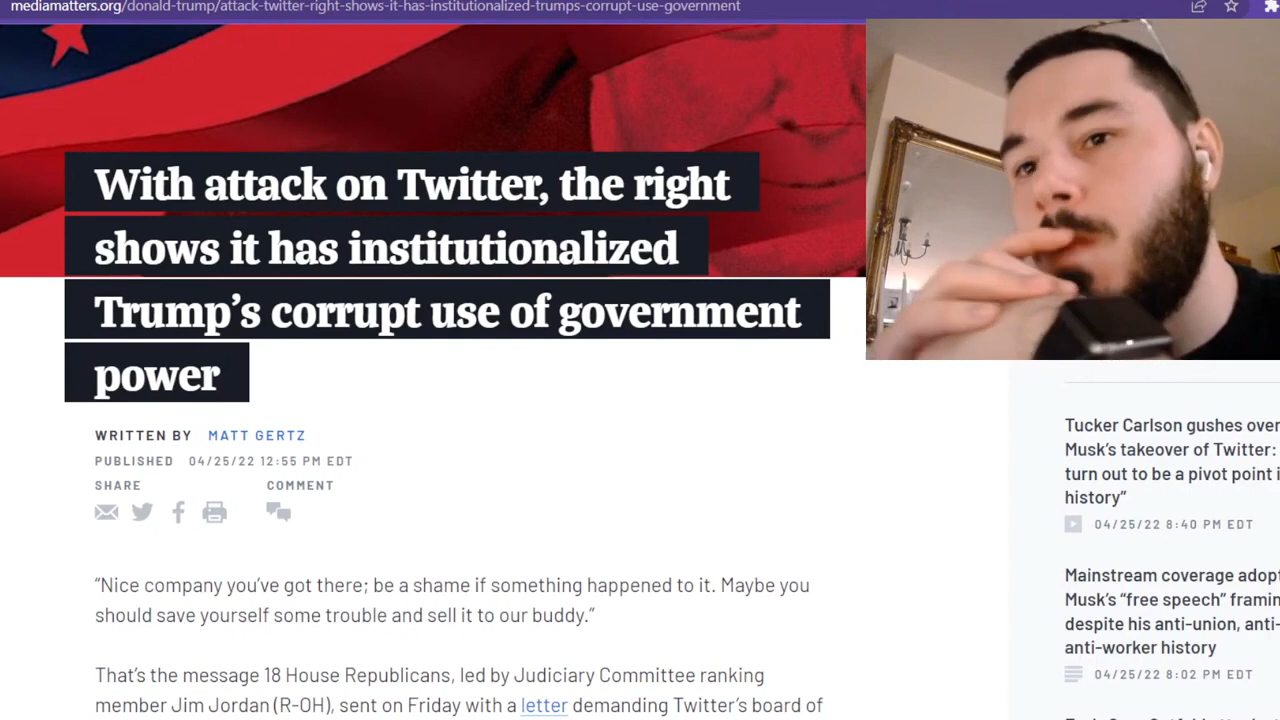 mediamatters.org/donald-trump/attack-twitter-right-shows-it-has-institutionalized-trumps-corrupt-use-government
With attack on Twitter, the right
shows it has institutionalized
Trump’s corrupt use of government
power
WRITTEN BY MATT GERTZ
PUBLISHED 04/25/22 12:55 PM EDT
SHARE COMMENT
“Nice company you’ve got there; be a shame if something happened to it. Maybe you
should save yourself some trouble and sell it to our buddy.”
That’s the message 18 House Republicans, led by Judiciary Committee ranking
member Jim Jordan (R-OH), sent on Friday with a letter demanding Twitter’s board of
Tucker Carlson gushes over
Musk’s takeover of Twitter:
turn out to be a pivot point i
history”
04/25/22 8:40 PM EDT
Mainstream coverage adopt
Musk’s “free speech” framin
despite his anti-union, anti-
anti-worker history
04/25/22 8:02 PM EDT